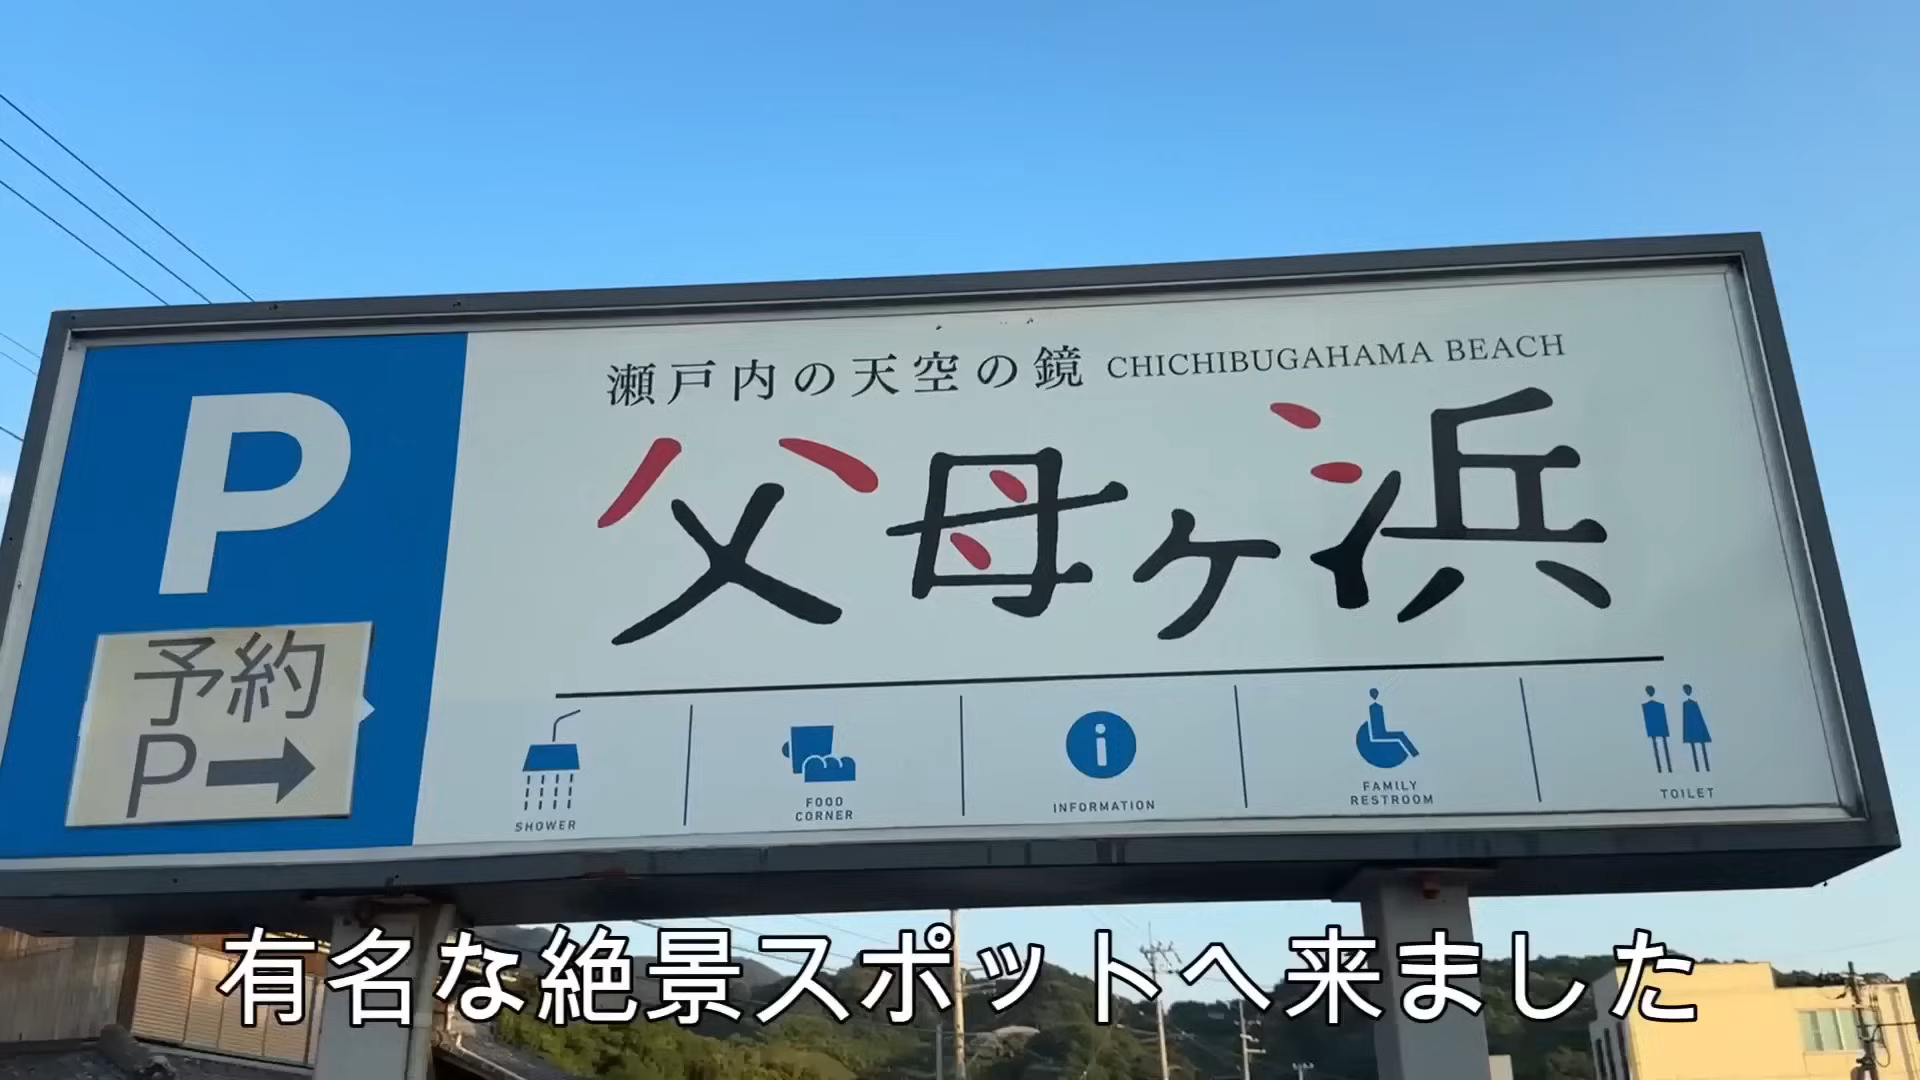 P
予約
P→
瀬戸内の天空の鏡 CHICHIBUGAHAMA BEACH
父母ヶ浜
SHOWER
FOOD
CORNER
INFORMATION
FAMILY
RESTROOM
TOILET
有名な絶景スポットへ来ました